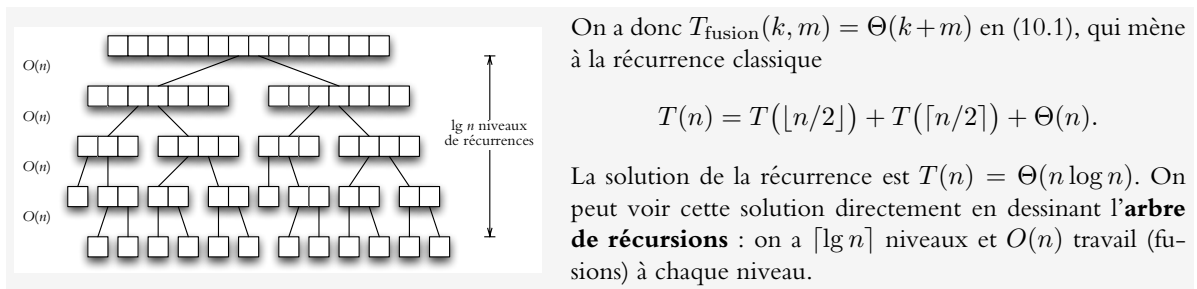 O(n)
O(n)
O(n)
O(n)
lg n niveaux
de récurrences
On a donc T_fusion(k, m) = Θ(k+m) en (10.1), qui mène
à la récurrence classique
T(n) = T(⌊n/2⌋) + T(⌈n/2⌉) + Θ(n).
La solution de la récurrence est T(n) = Θ(n log n). On
peut voir cette solution directement en dessinant l'arbre
de récursions : on a ⌈lg n⌉ niveaux et O(n) travail (fu-
sions) à chaque niveau.